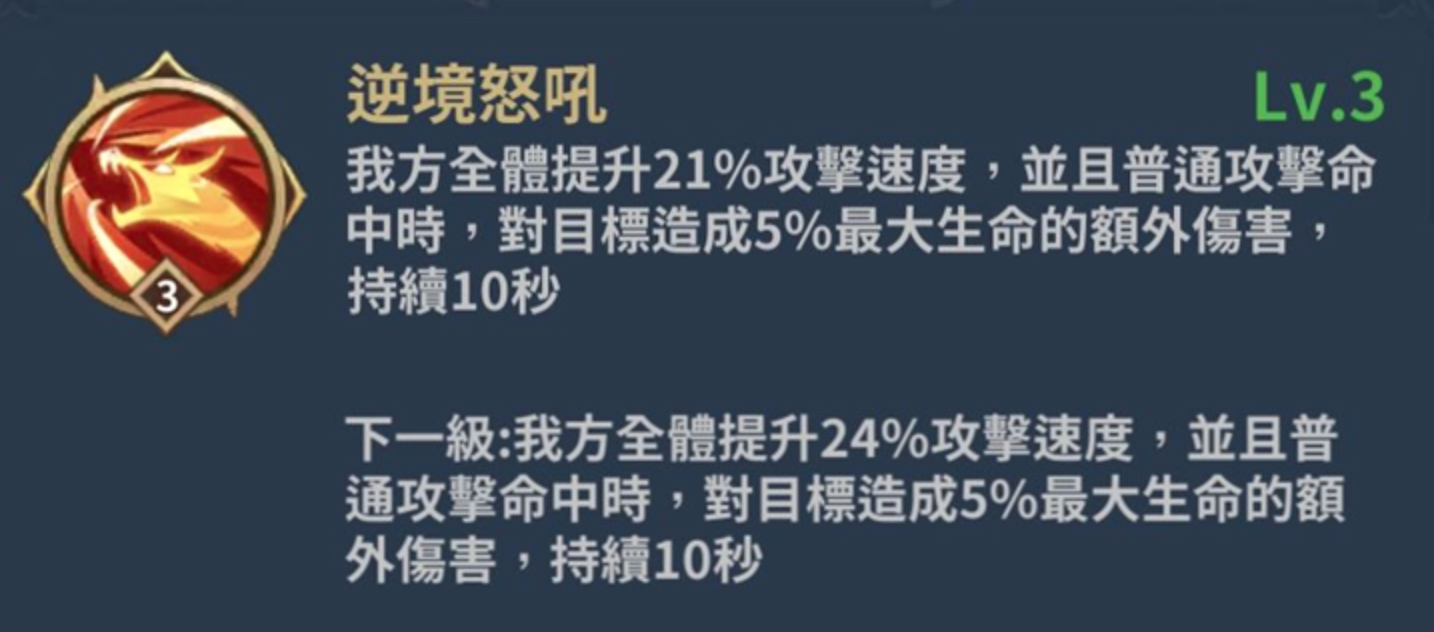 逆境怒吼
Lv.3
我方全體提升21%攻擊速度，並且普通攻擊命
中時，對目標造成5%最大生命的額外傷害，
持續10秒
3
下一級:我方全體提升24%攻擊速度，並且普
通攻擊命中時，對目標造成5%最大生命的額
外傷害，持續10秒